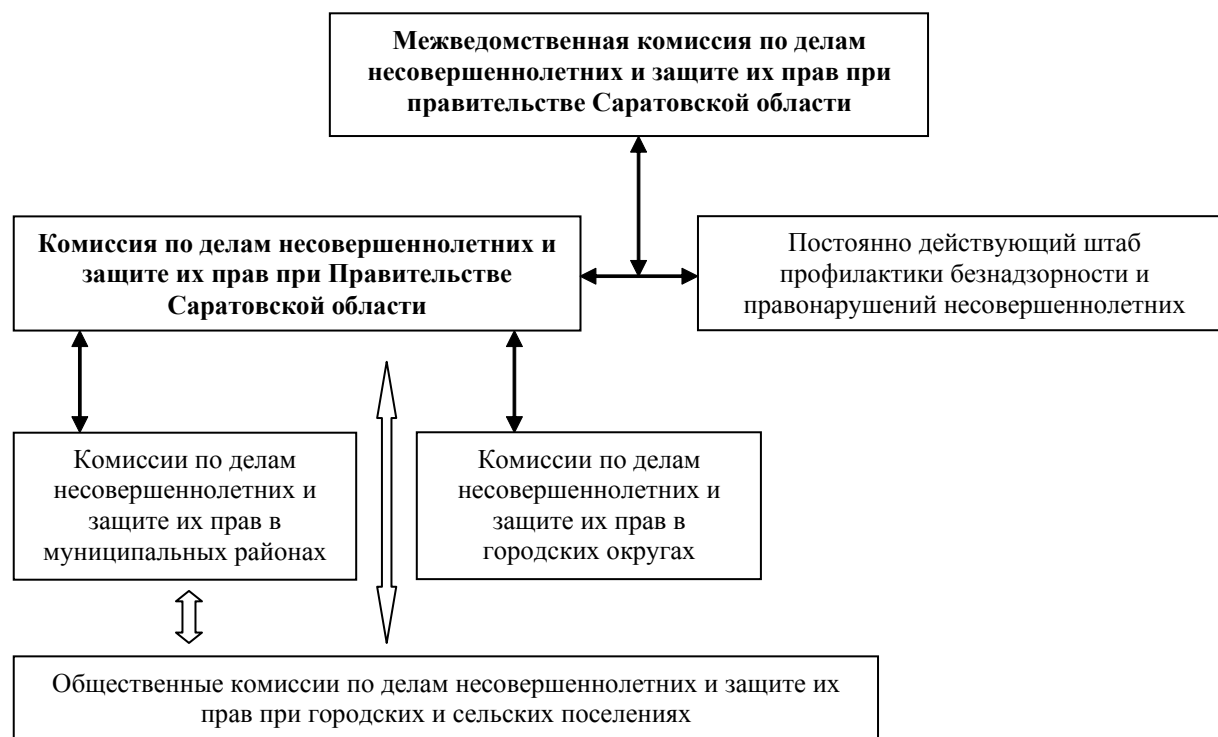 Межведомственная комиссия по делам
несовершеннолетних и защите их прав при
правительстве Саратовской области
Комиссия по делам несовершеннолетних и
защите их прав при Правительстве
Саратовской области
Постоянно действующий штаб
профилактики безнадзорности и
правонарушений несовершеннолетних
Комиссии по делам
несовершеннолетних и
защите их прав в
муниципальных районах
Комиссии по делам
несовершеннолетних и
защите их прав в
городских округах
Общественные комиссии по делам несовершеннолетних и защите их
прав при городских и сельских поселениях